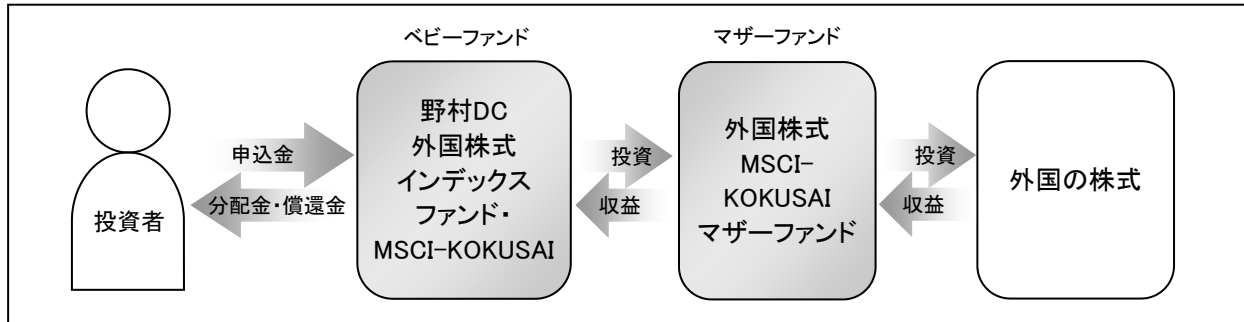 ベビーファンド
マザーファンド
投資者
申込金
分配金・償還金
野村DC
外国株式
インデックス
ファンド・
MSCI-KOKUSAI
投資
収益
外国株式
MSCI-
KOKUSAI
マザーファンド
投資
収益
外国の株式